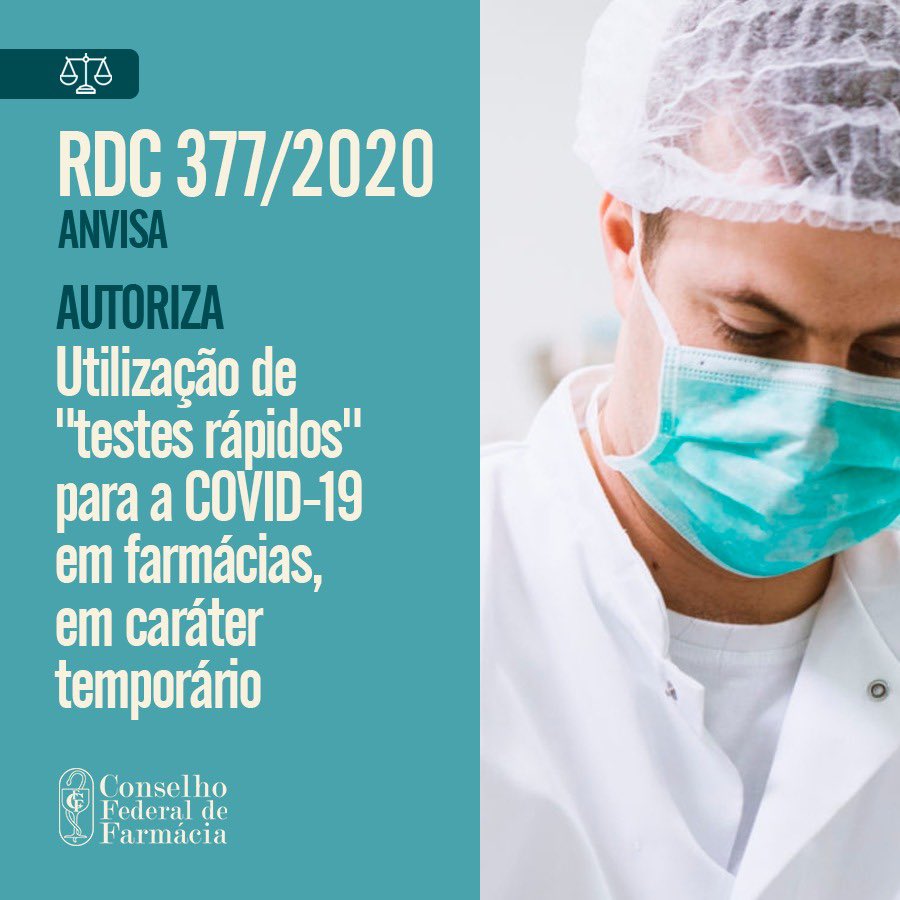 RDC 377/2020
ANVISA
AUTORIZA
Utilização de
"testes rápidos"
para a COVID-19
em farmácias,
em caráter
temporário
Conselho
Federal de
Farmácia